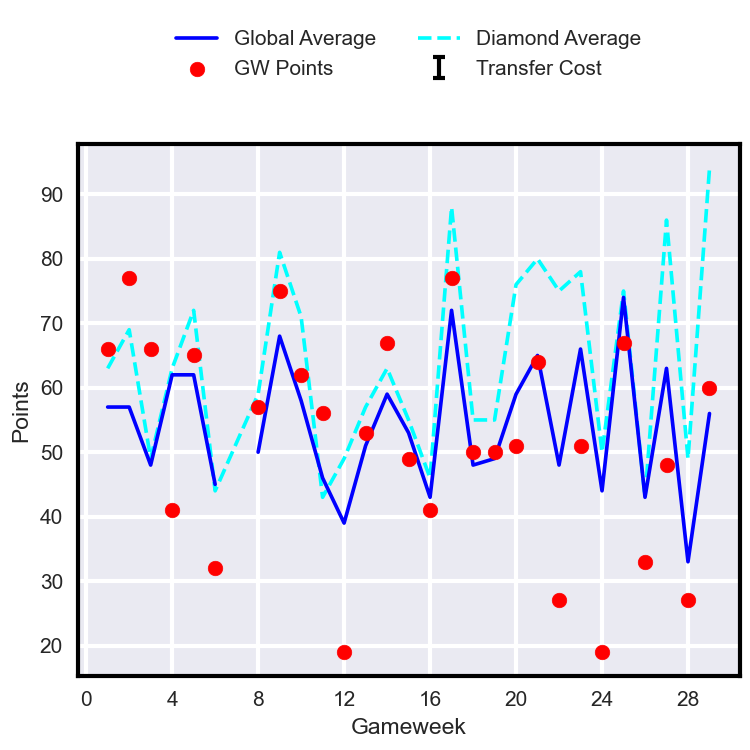 Global Average
Diamond Average
GW Points
Transfer Cost
90
80
70
60
50
40
30
20
Points
0 4 8 12 16 20 24 28
Gameweek